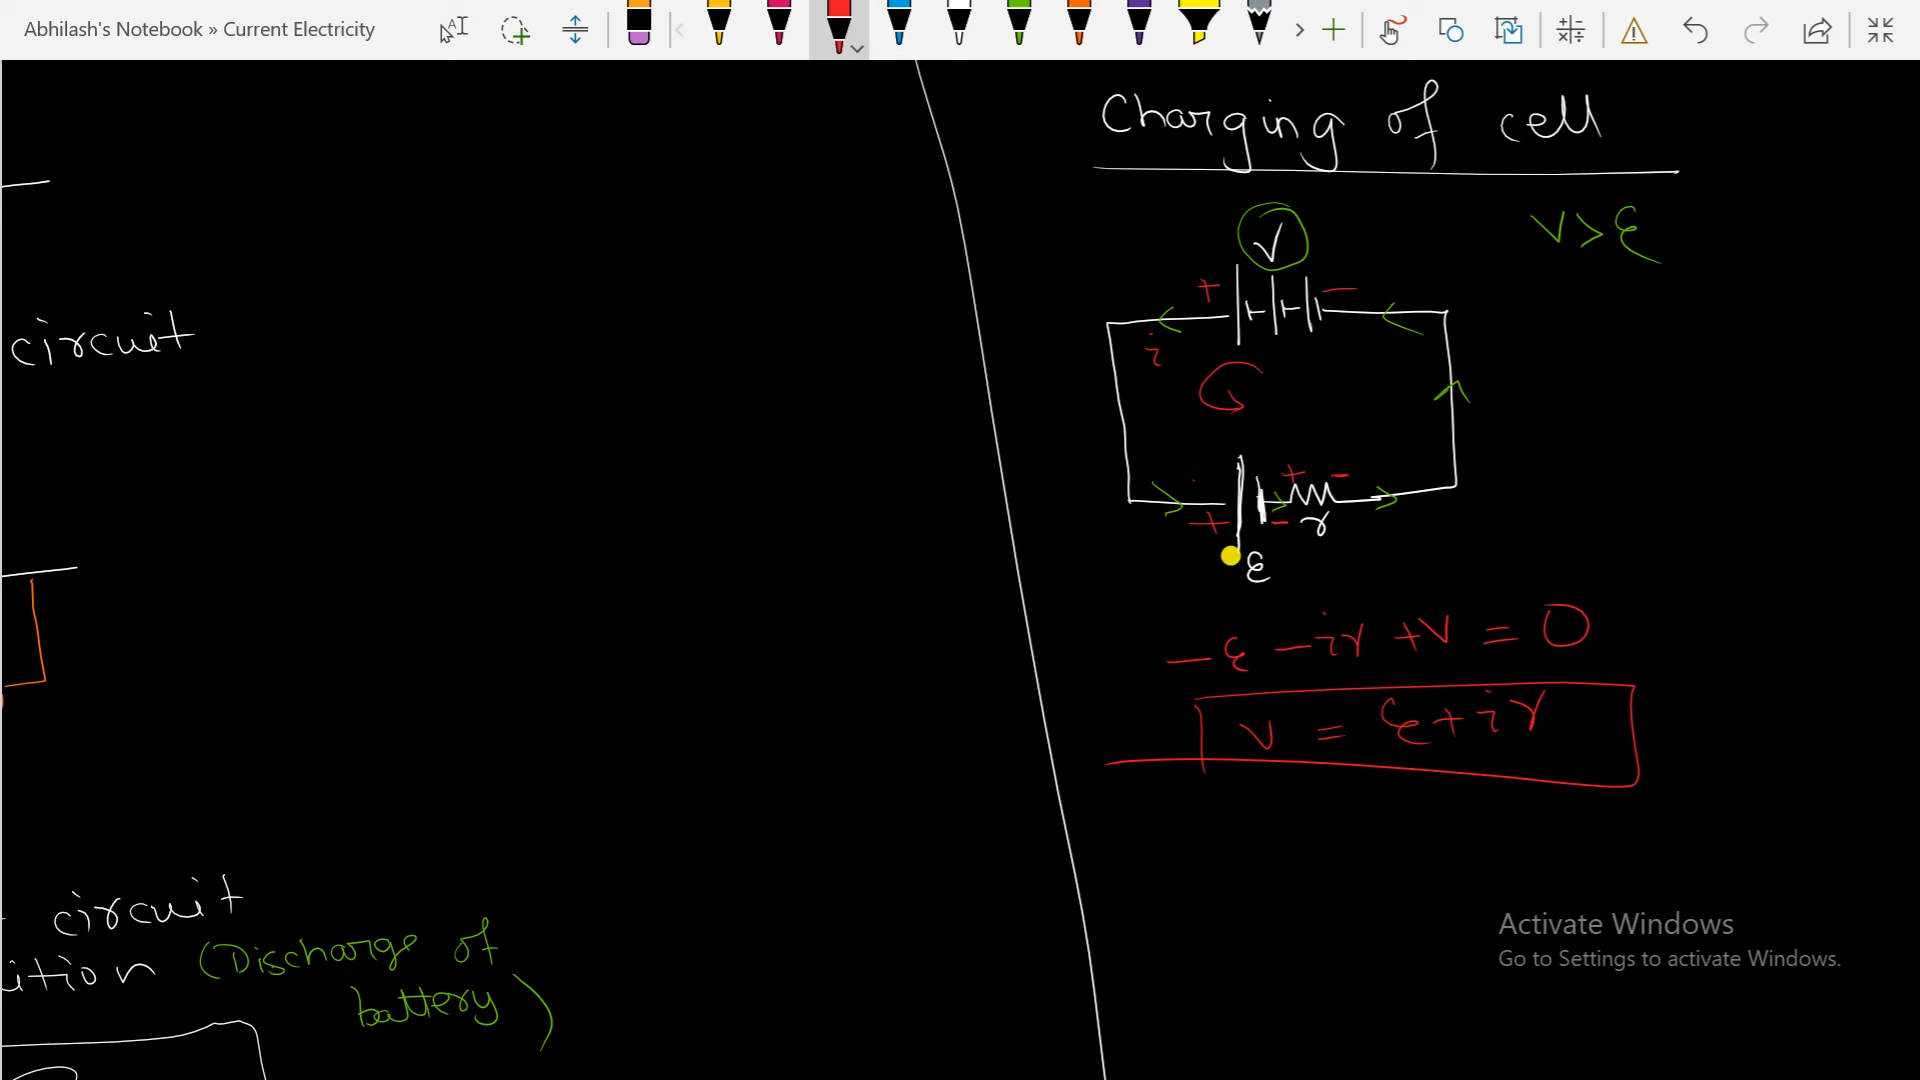 Abhilash's Notebook » Current Electricity
Charging of cell
V
V > ε
+ −
i
+ −
+ − r
ε
circuit
− ε − ir + V = 0
V = ε + ir
circuit
(Discharge of
battery)
Activate Windows
Go to Settings to activate Windows.